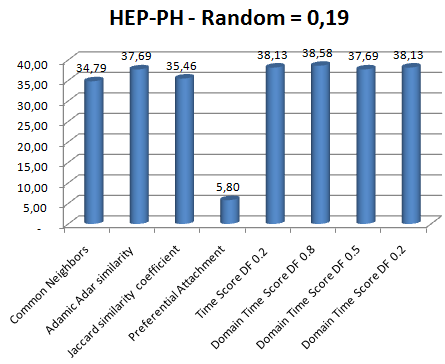 HEP-PH - Random = 0,19
40,00
35,00
30,00
25,00
20,00
15,00
10,00
5,00
-
34,79
37,69
35,46
5,80
38,13
38,58
37,69
38,13
Common Neighbors
Adamic Adar similarity
Jaccard similarity coefficient
Preferential Attachment
Time Score DF 0.2
Domain Time Score DF 0.8
Domain Time Score DF 0.5
Domain Time Score DF 0.2